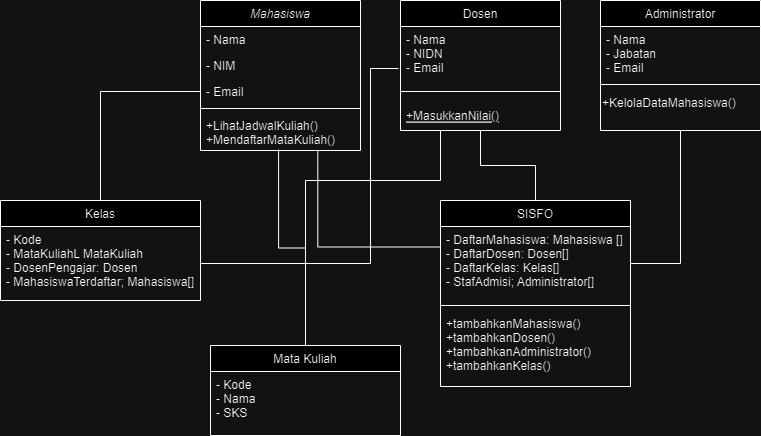 Mahasiswa
- Nama
- NIM
- Email
+LihatJadwalKuliah()
+MendaftarMataKuliah()
Dosen
- Nama
- NIDN
- Email
+MasukkanNilai()
Administrator
- Nama
- Jabatan
- Email
+KelolaDataMahasiswa()
Kelas
- Kode
- MataKuliahL MataKuliah
- DosenPengajar: Dosen
- MahasiswaTerdaftar; Mahasiswa[]
SISFO
- DaftarMahasiswa: Mahasiswa []
- DaftarDosen: Dosen[]
- DaftarKelas: Kelas[]
- StafAdmisi; Administrator[]
+tambahkanMahasiswa()
+tambahkanDosen()
+tambahkanAdministrator()
+tambahkanKelas()
Mata Kuliah
- Kode
- Nama
- SKS